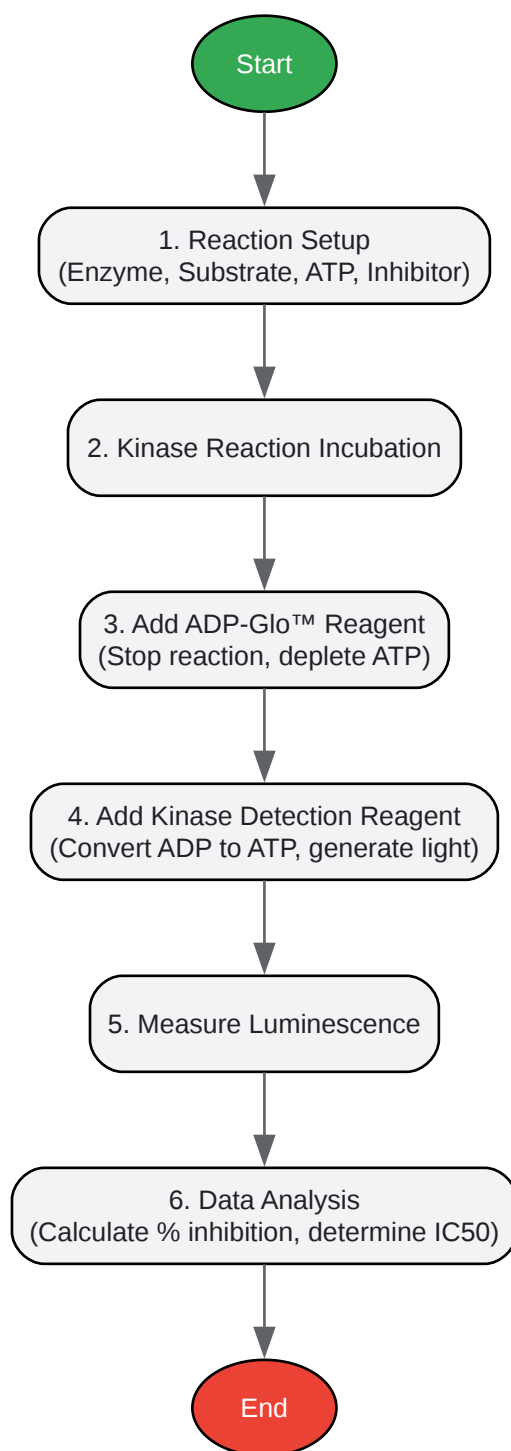 Start
1. Reaction Setup
(Enzyme, Substrate, ATP, Inhibitor)
2. Kinase Reaction Incubation
3. Add ADP-Glo™ Reagent
(Stop reaction, deplete ATP)
4. Add Kinase Detection Reagent
(Convert ADP to ATP, generate light)
5. Measure Luminescence
6. Data Analysis
(Calculate % inhibition, determine IC50)
End